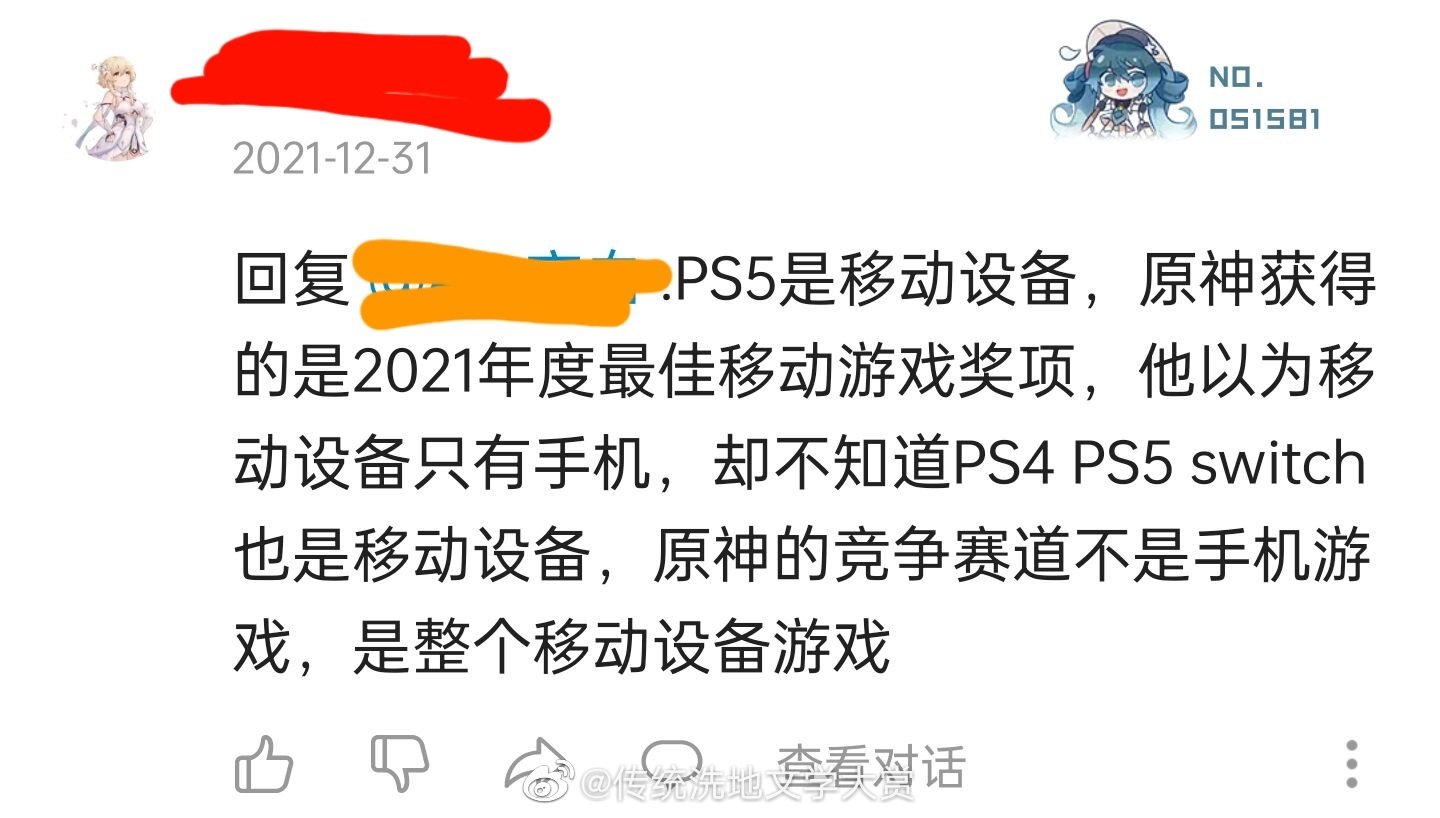 NO.
051581
2021-12-31
回复 .PS5是移动设备，原神获得
的是2021年度最佳移动游戏奖项，他以为移
动设备只有手机，却不知道PS4 PS5 switch
也是移动设备，原神的竞争赛道不是手机游
戏，是整个移动设备游戏
查看对话
@传统洗地文学大赏